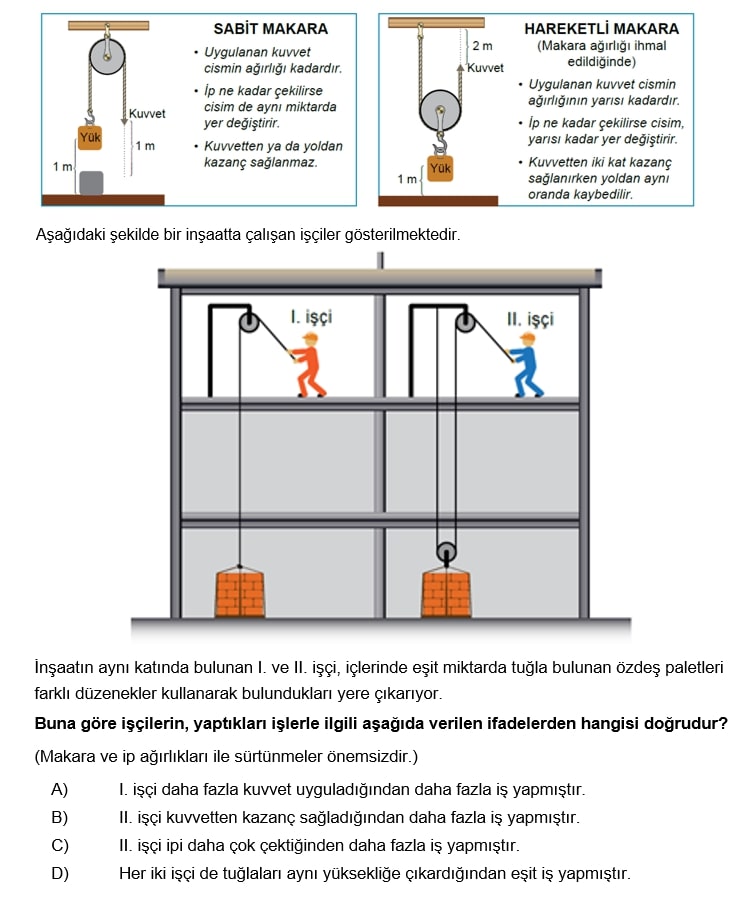 SABİT MAKARA
• Uygulanan kuvvet
cismin ağırlığı kadardır.
• İp ne kadar çekilirse
cisim de aynı miktarda
yer değiştirir.
• Kuvvetten ya da yoldan
kazanç sağlanmaz.
Kuvvet
Yük
1 m
1 m
HAREKETLİ MAKARA
(Makara ağırlığı ihmal
edildiğinde)
• Uygulanan kuvvet cismin
ağırlığının yarısı kadardır.
• İp ne kadar çekilirse cisim,
yarısı kadar yer değiştirir.
• Kuvvetten iki kat kazanç
sağlanırken yoldan aynı
oranda kaybedilir.
2 m
Kuvvet
Yük
1 m
Aşağıdaki şekilde bir inşaatta çalışan işçiler gösterilmektedir.
I. işçi
II. işçi
İnşaatın aynı katında bulunan I. ve II. işçi, içlerinde eşit miktarda tuğla bulunan özdeş paletleri
farklı düzenekler kullanarak bulundukları yere çıkarıyor.
Buna göre işçilerin, yaptıkları işlerle ilgili aşağıda verilen ifadelerden hangisi doğrudur?
(Makara ve ip ağırlıkları ile sürtünmeler önemsizdir.)
A) I. işçi daha fazla kuvvet uyguladığından daha fazla iş yapmıştır.
B) II. işçi kuvvetten kazanç sağladığından daha fazla iş yapmıştır.
C) II. işçi ipi daha çok çektiğinden daha fazla iş yapmıştır.
D) Her iki işçi de tuğlaları aynı yüksekliğe çıkardığından eşit iş yapmıştır.